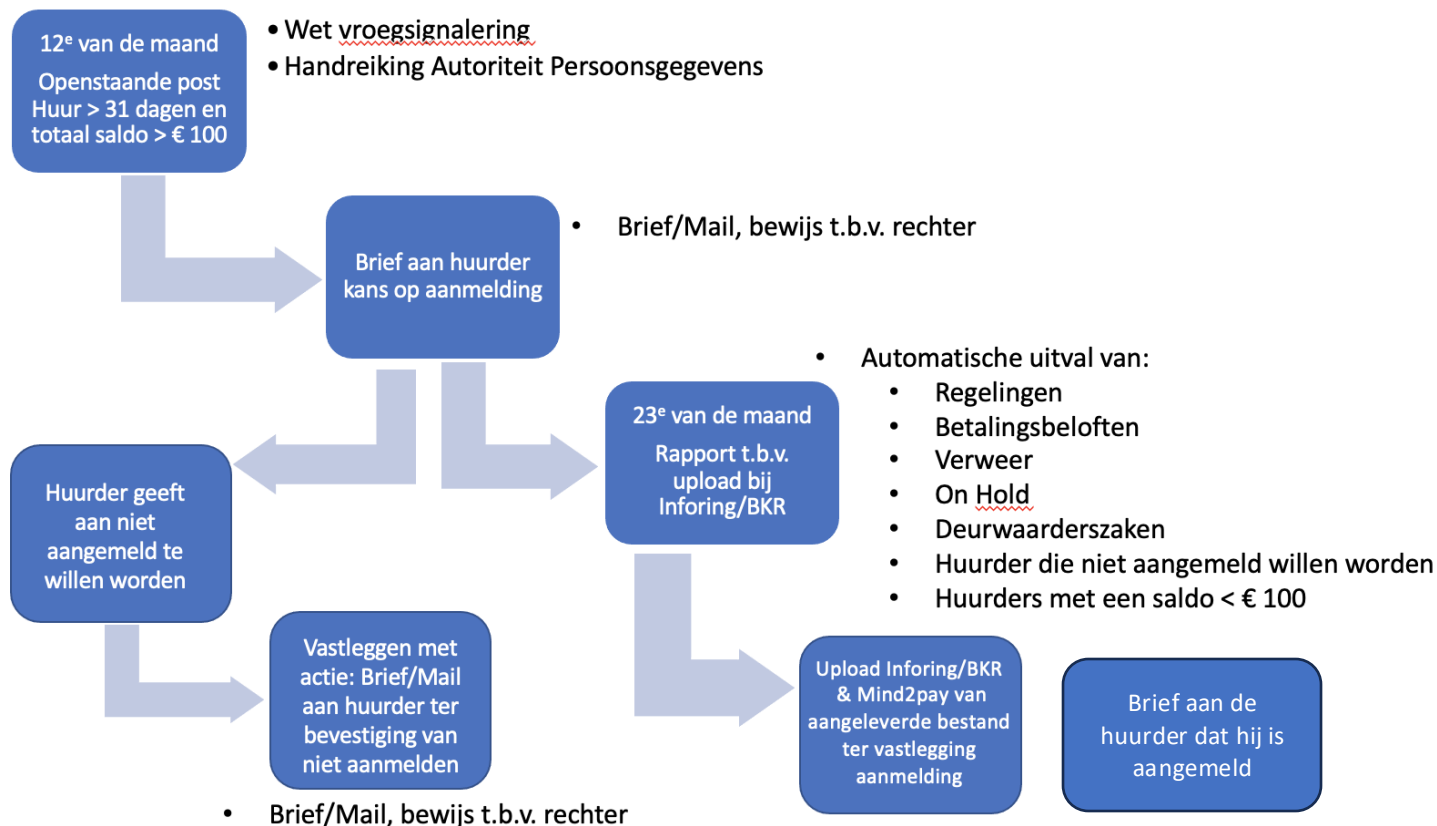 12e van de maand
Openstaande post
Huur > 31 dagen en
totaal saldo > € 100
• Wet vroegsignalering
• Handreiking Autoriteit Persoonsgegevens
Brief aan huurder
kans op aanmelding
• Brief/Mail, bewijs t.b.v. rechter
23e van de maand
Rapport t.b.v.
upload bij
Inforing/BKR
• Automatische uitval van:
• Regelingen
• Betalingsbeloften
• Verweer
• On Hold
• Deurwaarderszaken
• Huurder die niet aangemeld willen worden
• Huurders met een saldo < € 100
Huurder geeft
aan niet
aangemeld te
willen worden
Vastleggen met
actie: Brief/Mail
aan huurder ter
bevestiging van
niet aanmelden
• Brief/Mail, bewijs t.b.v. rechter
Upload Inforing/BKR
& Mind2pay van
aangeleverde bestand
ter vastlegging
aanmelding
Brief aan de
huurder dat hij is
aangemeld